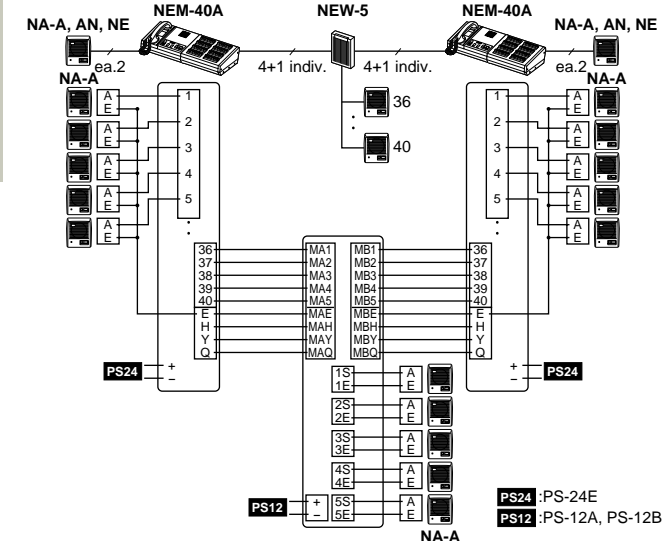 NEM-40A NEW-5 NEM-40A
NA-A, AN, NE NA-A, AN, NE
ea.2 4+1 indiv. 4+1 indiv. ea.2
NA-A NA-A
A 1 36 1 A
E E
A 2 2 A
E E
A 3 40 3 A
E E
A 4 4 A
E E
A 5 5 A
E E
36 MA1 MB1 36
37 MA2 MB2 37
38 MA3 MB3 38
39 MA4 MB4 39
40 MA5 MB5 40
E MAE MBE E
H MAH MBH H
Y MAY MBY Y
Q MAQ MBQ Q
PS24 + + PS24
− −
1S A
1E E
2S A
2E E
3S A
3E E
4S A
4E E
PS12 + 5S A
− 5E E
NA-A
PS24 :PS-24E
PS12 :PS-12A, PS-12B